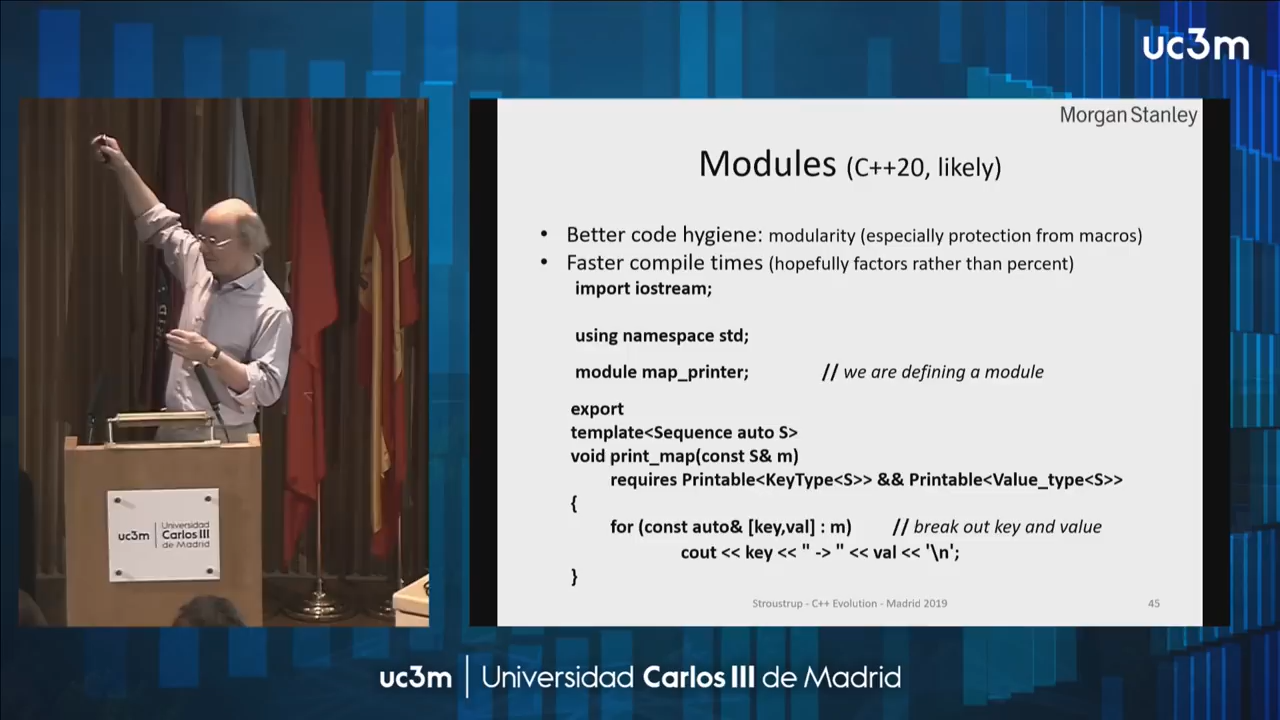 uc3m
Morgan Stanley
Modules (C++20, likely)
• Better code hygiene: modularity (especially protection from macros)
• Faster compile times (hopefully factors rather than percent)
import iostream;
using namespace std;
module map_printer; // we are defining a module
export
template<Sequence auto S>
void print_map(const S& m)
requires Printable<KeyType<S>> && Printable<Value_type<S>>
{
for (const auto& [key,val] : m) // break out key and value
cout << key << " -> " << val << '\n';
}
Stroustrup - C++ Evolution - Madrid 2019 45
uc3m Universidad
Carlos III
de Madrid
uc3m Universidad Carlos III de Madrid